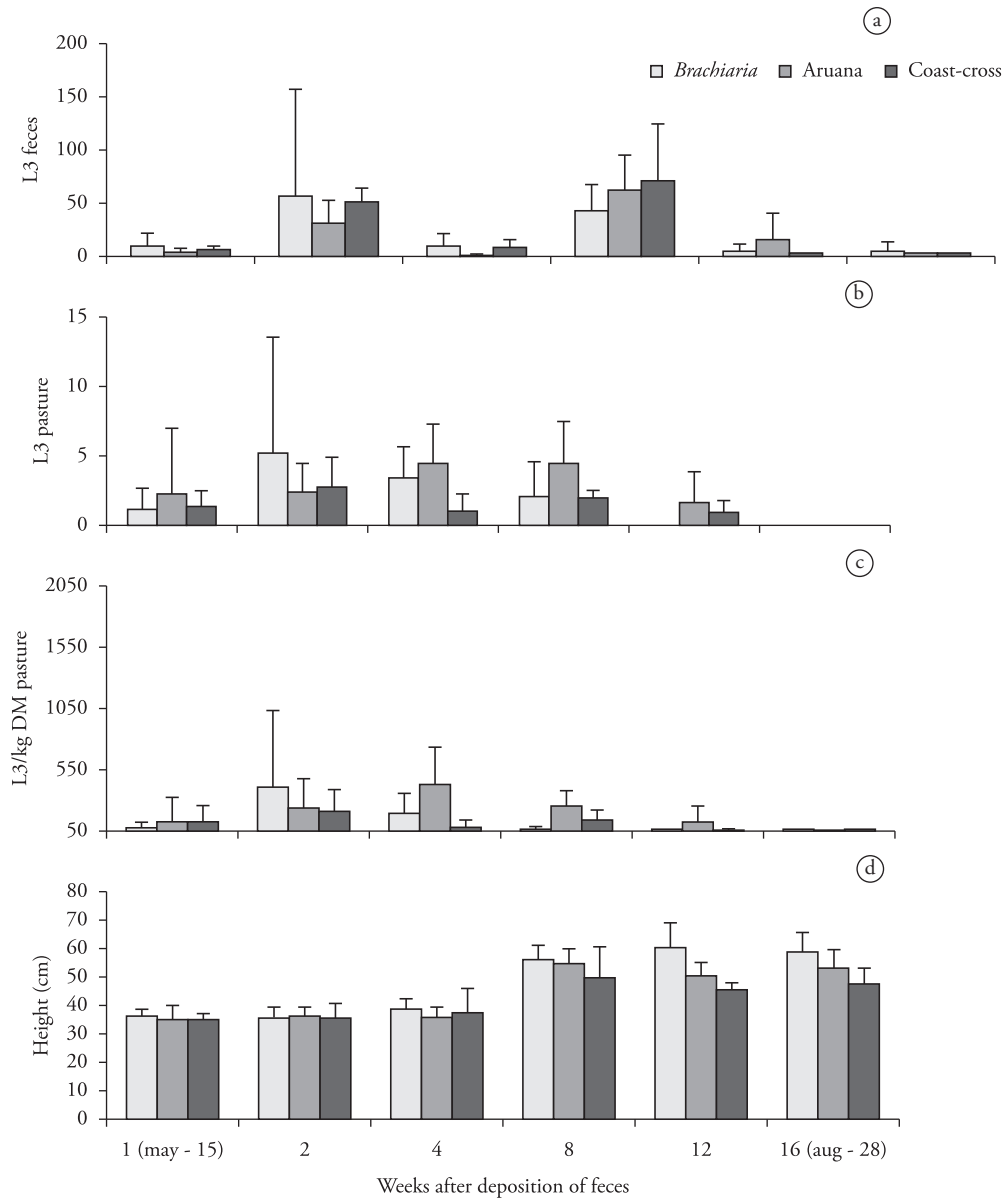 a
200
150
100
50
0
L3 feces
Brachiaria Aruana Coast-cross
b
15
10
5
0
L3 pasture
c
2050
1550
1050
550
50
L3/kg DM pasture
d
80
70
60
50
40
30
20
10
0
Height (cm)
1 (may - 15) 2 4 8 12 16 (aug - 28)
Weeks after deposition of feces